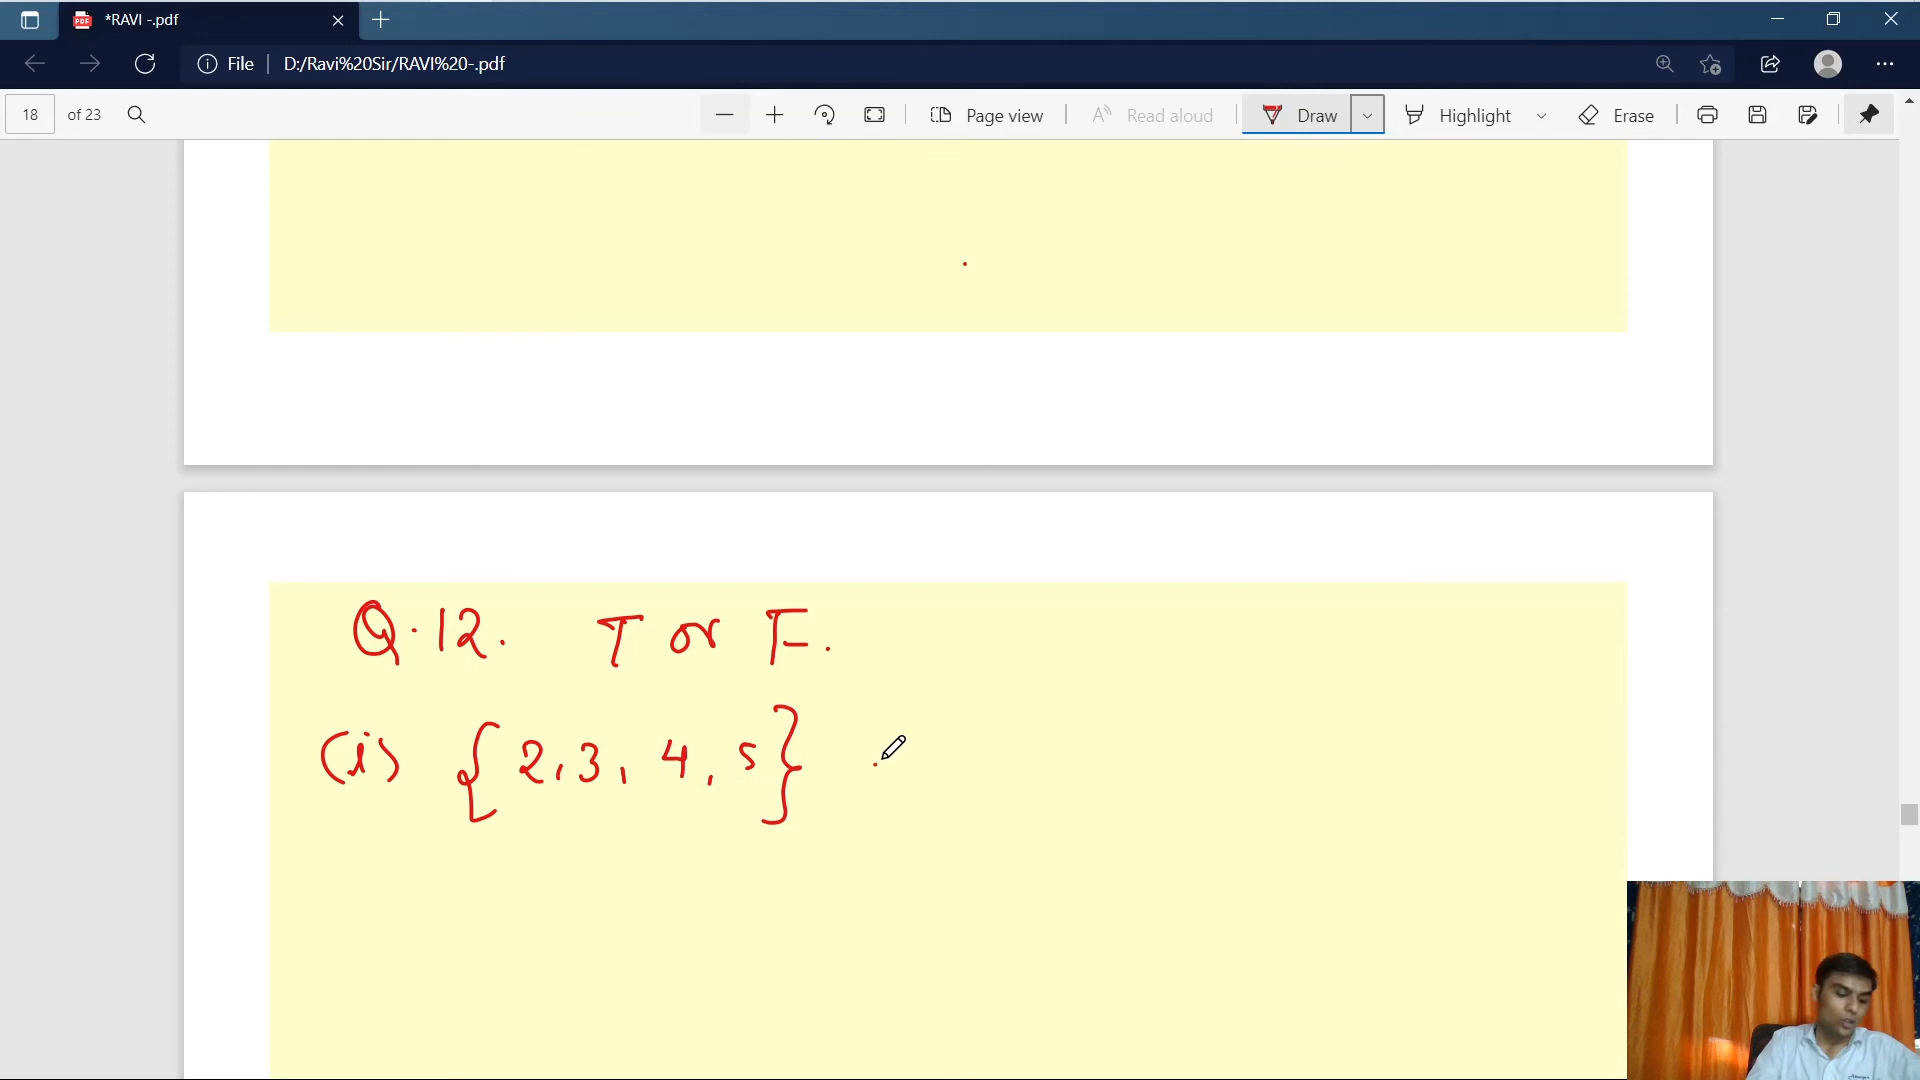 *RAVI -.pdf
File D:/Ravi%20Sir/RAVI%20-.pdf
18 of 23 Page view Read aloud Draw Highlight Erase
Q.12. T or F.
(i) {2, 3, 4, 5}